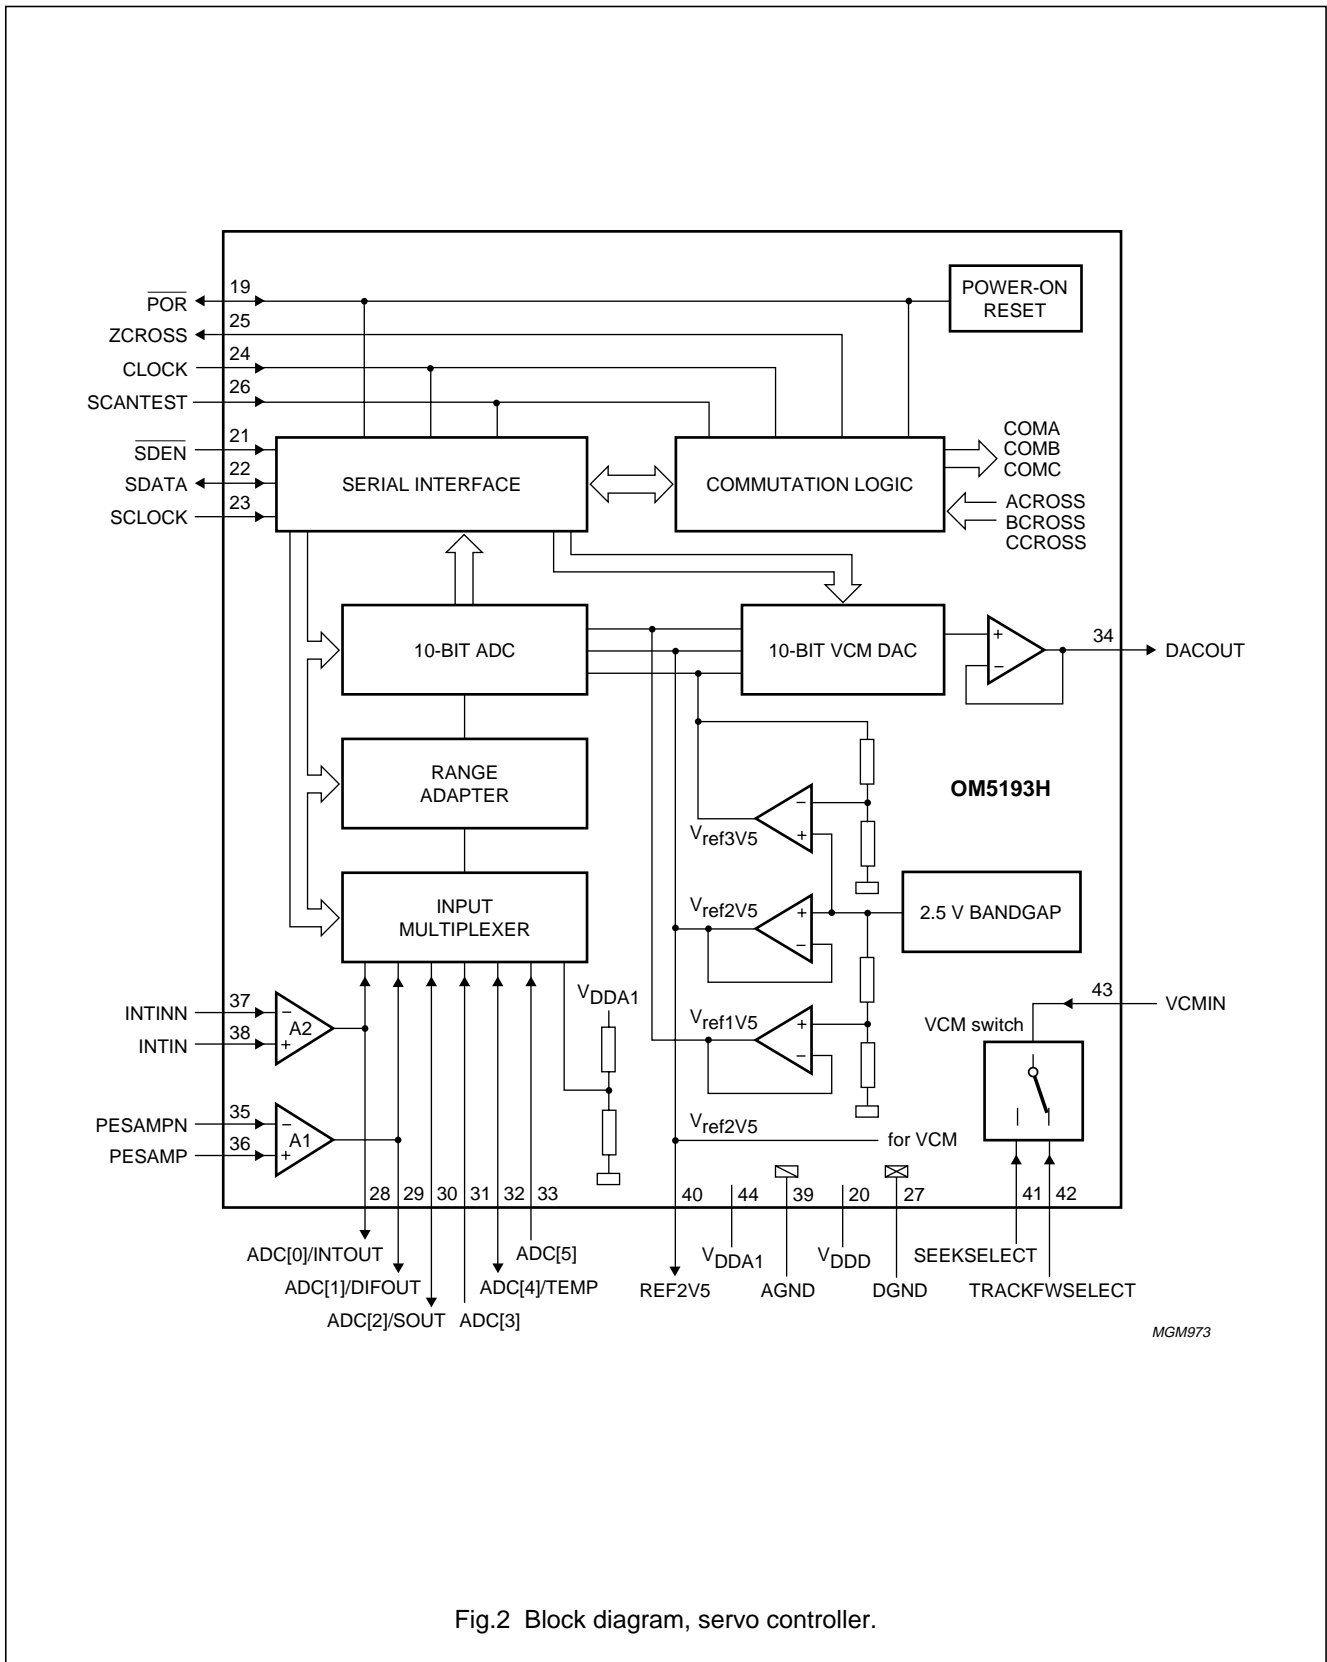 19
POWER-ON
RESET
POR
25
ZCROSS
24
CLOCK
26
SCANTEST
21
SDEN
22
SDATA
23
SCLOCK
SERIAL INTERFACE
COMMUTATION LOGIC
COMA
COMB
COMC
ACROSS
BCROSS
CCROSS
10-BIT ADC
10-BIT VCM DAC
+
−
34
DACOUT
RANGE
ADAPTER
OM5193H
−
+
Vref3V5
INPUT
MULTIPLEXER
Vref2V5
+
−
2.5 V BANDGAP
VDDA1
37
INTINN
38
INTIN
−
A2
+
Vref1V5
+
−
43
VCMIN
VCM switch
35
PESAMPN
36
PESAMP
−
A1
+
Vref2V5
for VCM
28 29 30 31 32 33 40 44 39 20 27 41 42
ADC[0]/INTOUT
ADC[5]
VDDA1
VDDD
SEEKSELECT
ADC[1]/DIFOUT
ADC[4]/TEMP
REF2V5
AGND
DGND
TRACKFWSELECT
ADC[2]/SOUT
ADC[3]
MGM973
Fig.2 Block diagram, servo controller.